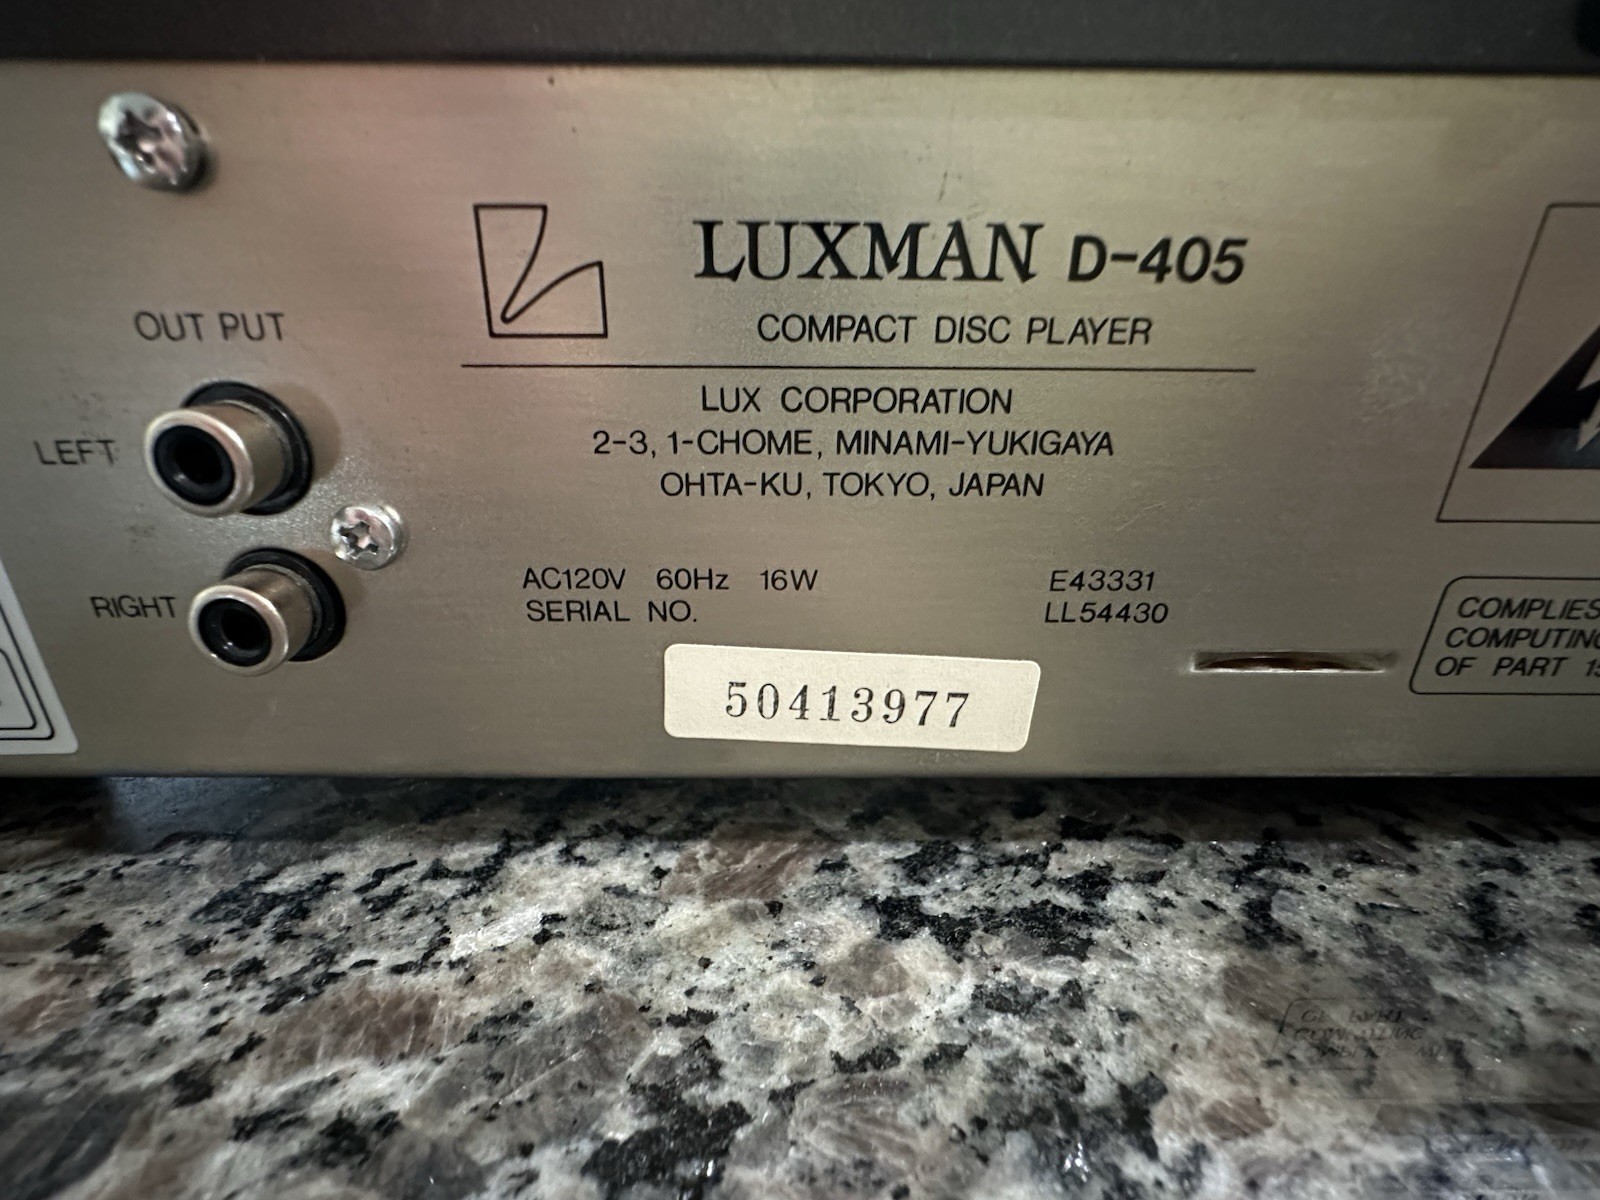 LUXMAN D-405
COMPACT DISC PLAYER
OUT PUT
LEFT
RIGHT
LUX CORPORATION
2-3, 1-CHOME, MINAMI-YUKIGAYA
OHTA-KU, TOKYO, JAPAN
AC120V 60Hz 16W E43331
SERIAL NO. LL54430
50413977
COMPLIES
COMPUTING
OF PART 15